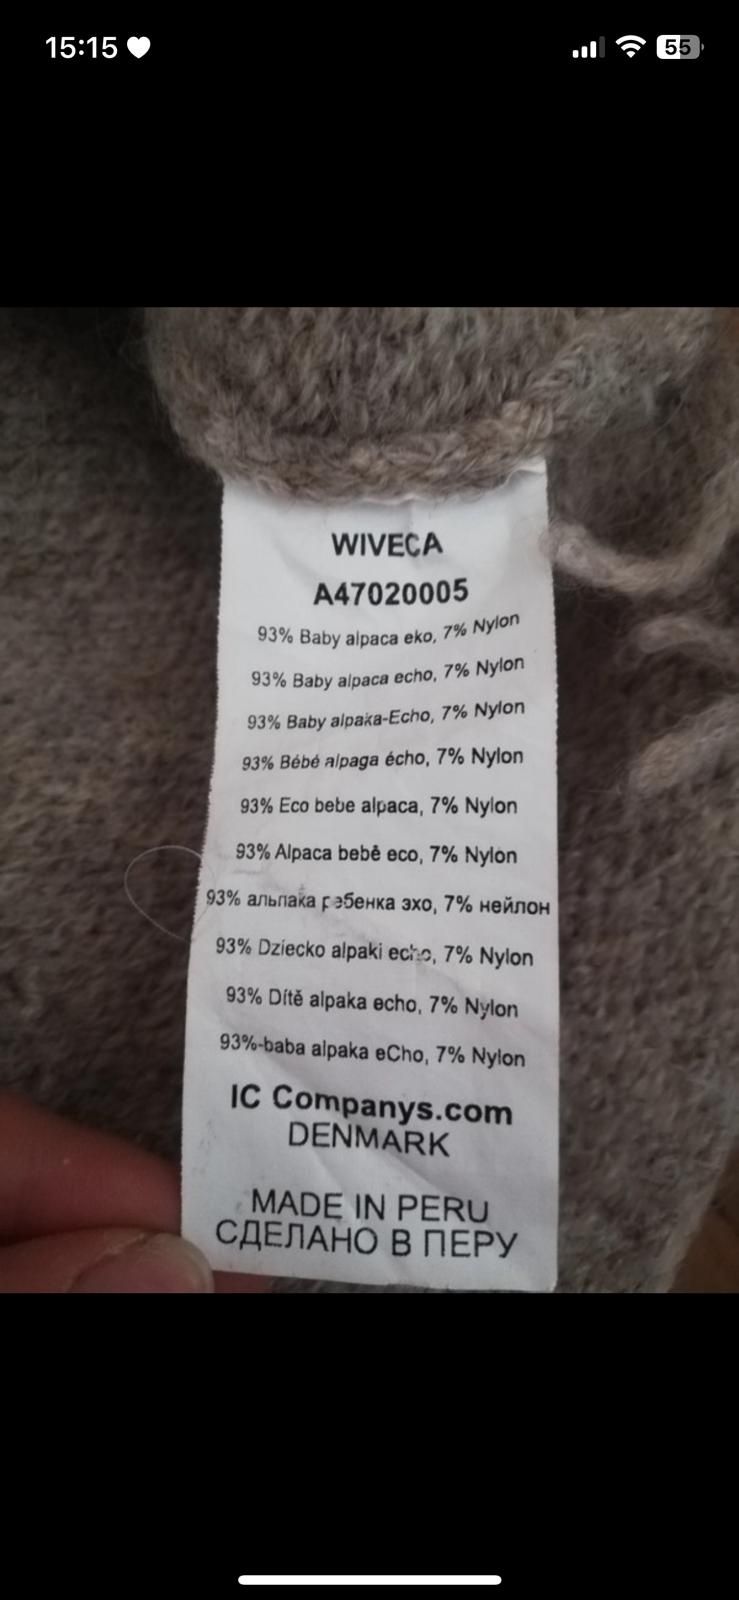 15:15
55
WIVECA
A47020005
93% Baby alpaca eko, 7% Nylon
93% Baby alpaca echo, 7% Nylon
93% Baby alpaka-Echo, 7% Nylon
93% Bébé alpaga écho, 7% Nylon
93% Eco bebe alpaca, 7% Nylon
93% Alpaca bebê eco, 7% Nylon
93% альпака ребенка эхо, 7% нейлон
93% Dziecko alpaki echo, 7% Nylon
93% Dítě alpaka echo, 7% Nylon
93%-baba alpaka eCho, 7% Nylon
IC Companys.com
DENMARK
MADE IN PERU
СДЕЛАНО В ПЕРУ